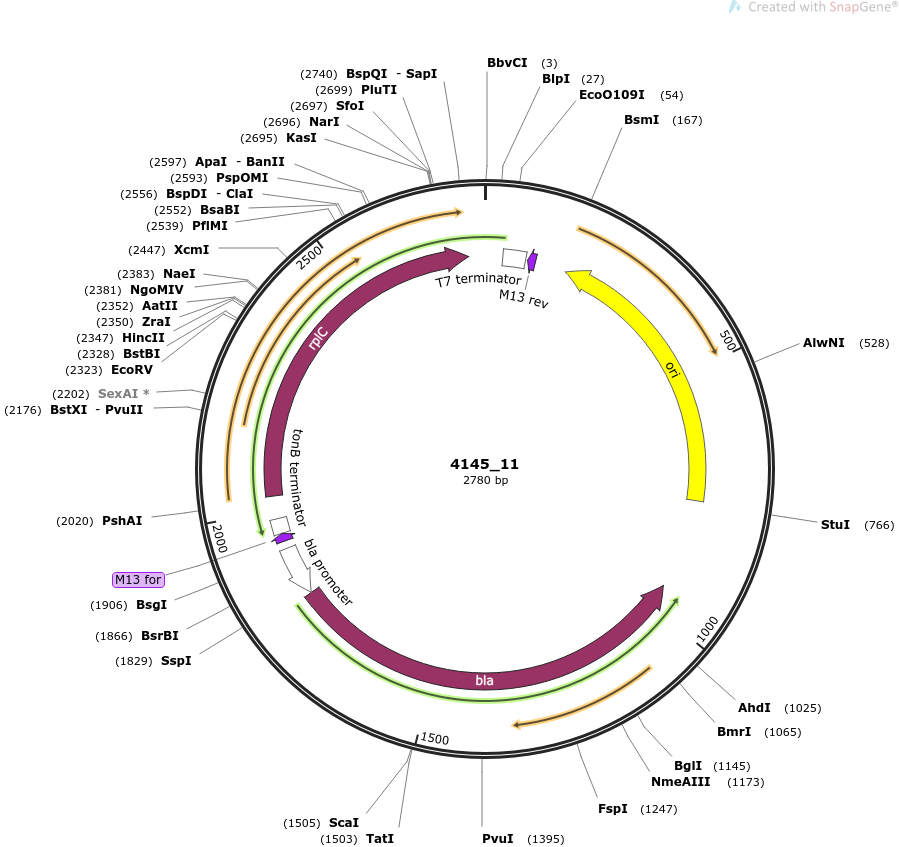 Created with SnapGene®
(2740) BspQI - SapI
(2699) PluTI
(2697) SfoI
(2696) NarI
(2695) KasI
(2597) ApaI - BanII
(2593) PspOMI
(2556) BspDI - ClaI
(2552) BsaBI
(2539) PflMI
(2447) XcmI
(2383) NaeI
(2381) NgoMIV
(2352) AatII
(2350) ZraI
(2347) HincII
(2328) BstBI
(2323) EcoRV
(2202) SexAI *
(2176) BstXI - PvuII
(2020) PshAI
M13 for
(1906) BsgI
(1866) BsrBI
(1829) SspI
(1505) ScaI
(1503) TatI
BbvCI (3)
BlpI (27)
EcoO109I (54)
BsmI (167)
AlwNI (528)
StuI (766)
AhdI (1025)
BmrI (1065)
BglI (1145)
NmeAIII (1173)
FspI (1247)
PvuI (1395)
500
1000
1500
2000
2500
T7 terminator
M13 rev
ori
rplC
tonB terminator
bla promoter
bla
4145_11
2780 bp